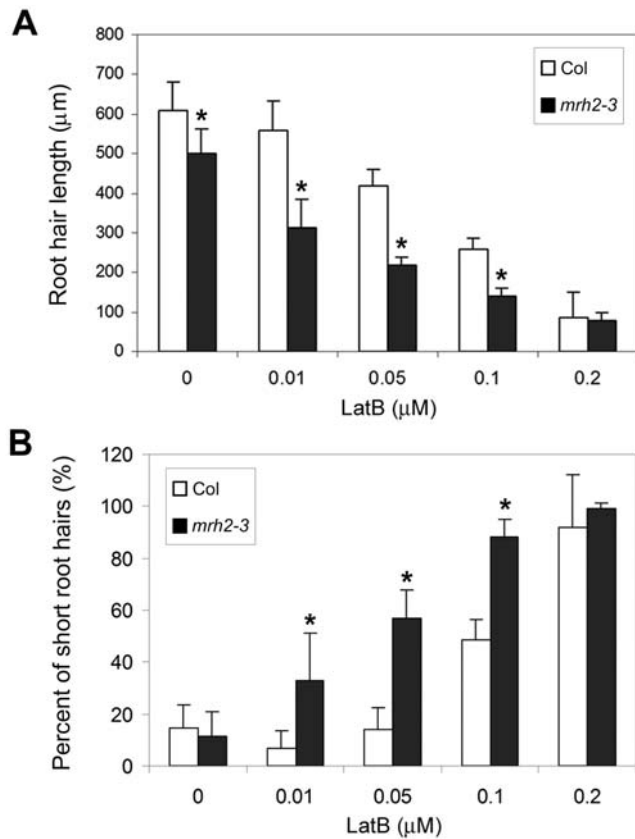 A
800
700
600
500
400
300
200
100
0
Root hair length (μm)
Col
mrh2-3
*
*
*
*
0 0.01 0.05 0.1 0.2
LatB (μM)
B
120
100
80
60
40
20
0
Percent of short root hairs (%)
Col
mrh2-3
*
*
*
0 0.01 0.05 0.1 0.2
LatB (μM)